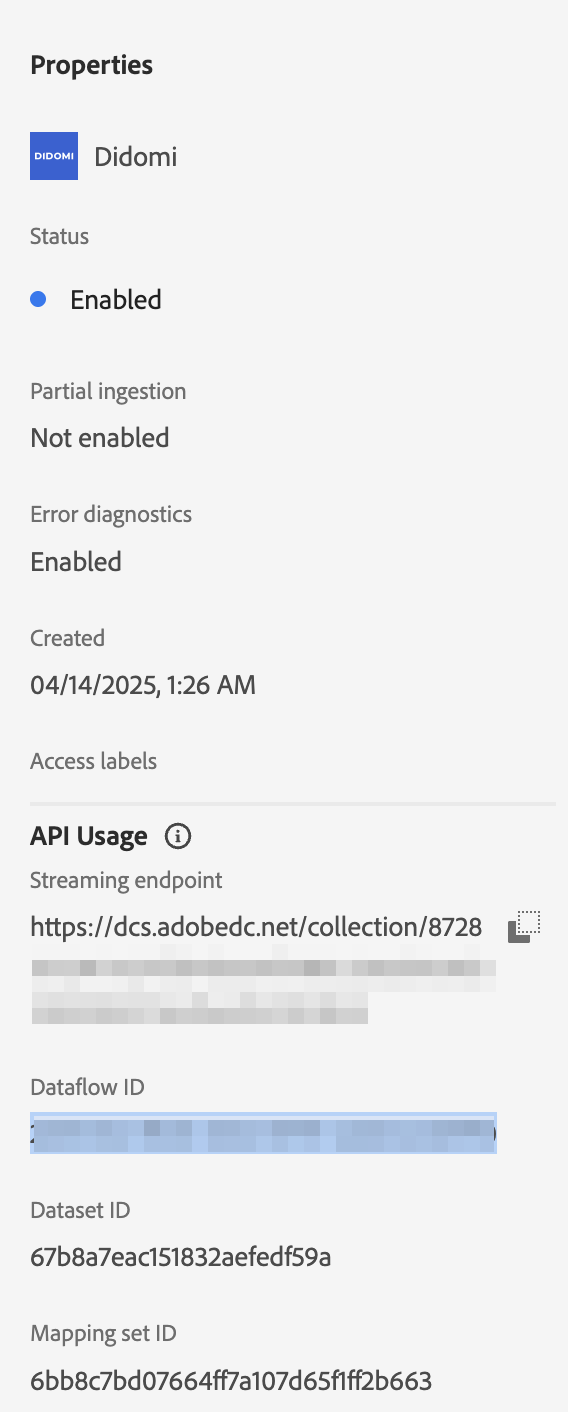 Properties
DIDOMI
Didomi
Status
Enabled
Partial ingestion
Not enabled
Error diagnostics
Enabled
Created
04/14/2025, 1:26 AM
Access labels
API Usage
Streaming endpoint
https://dcs.adobedc.net/collection/8728
Dataflow ID
Dataset ID
67b8a7eac151832aefedf59a
Mapping set ID
6bb8c7bd07664ff7a107d65f1ff2b663